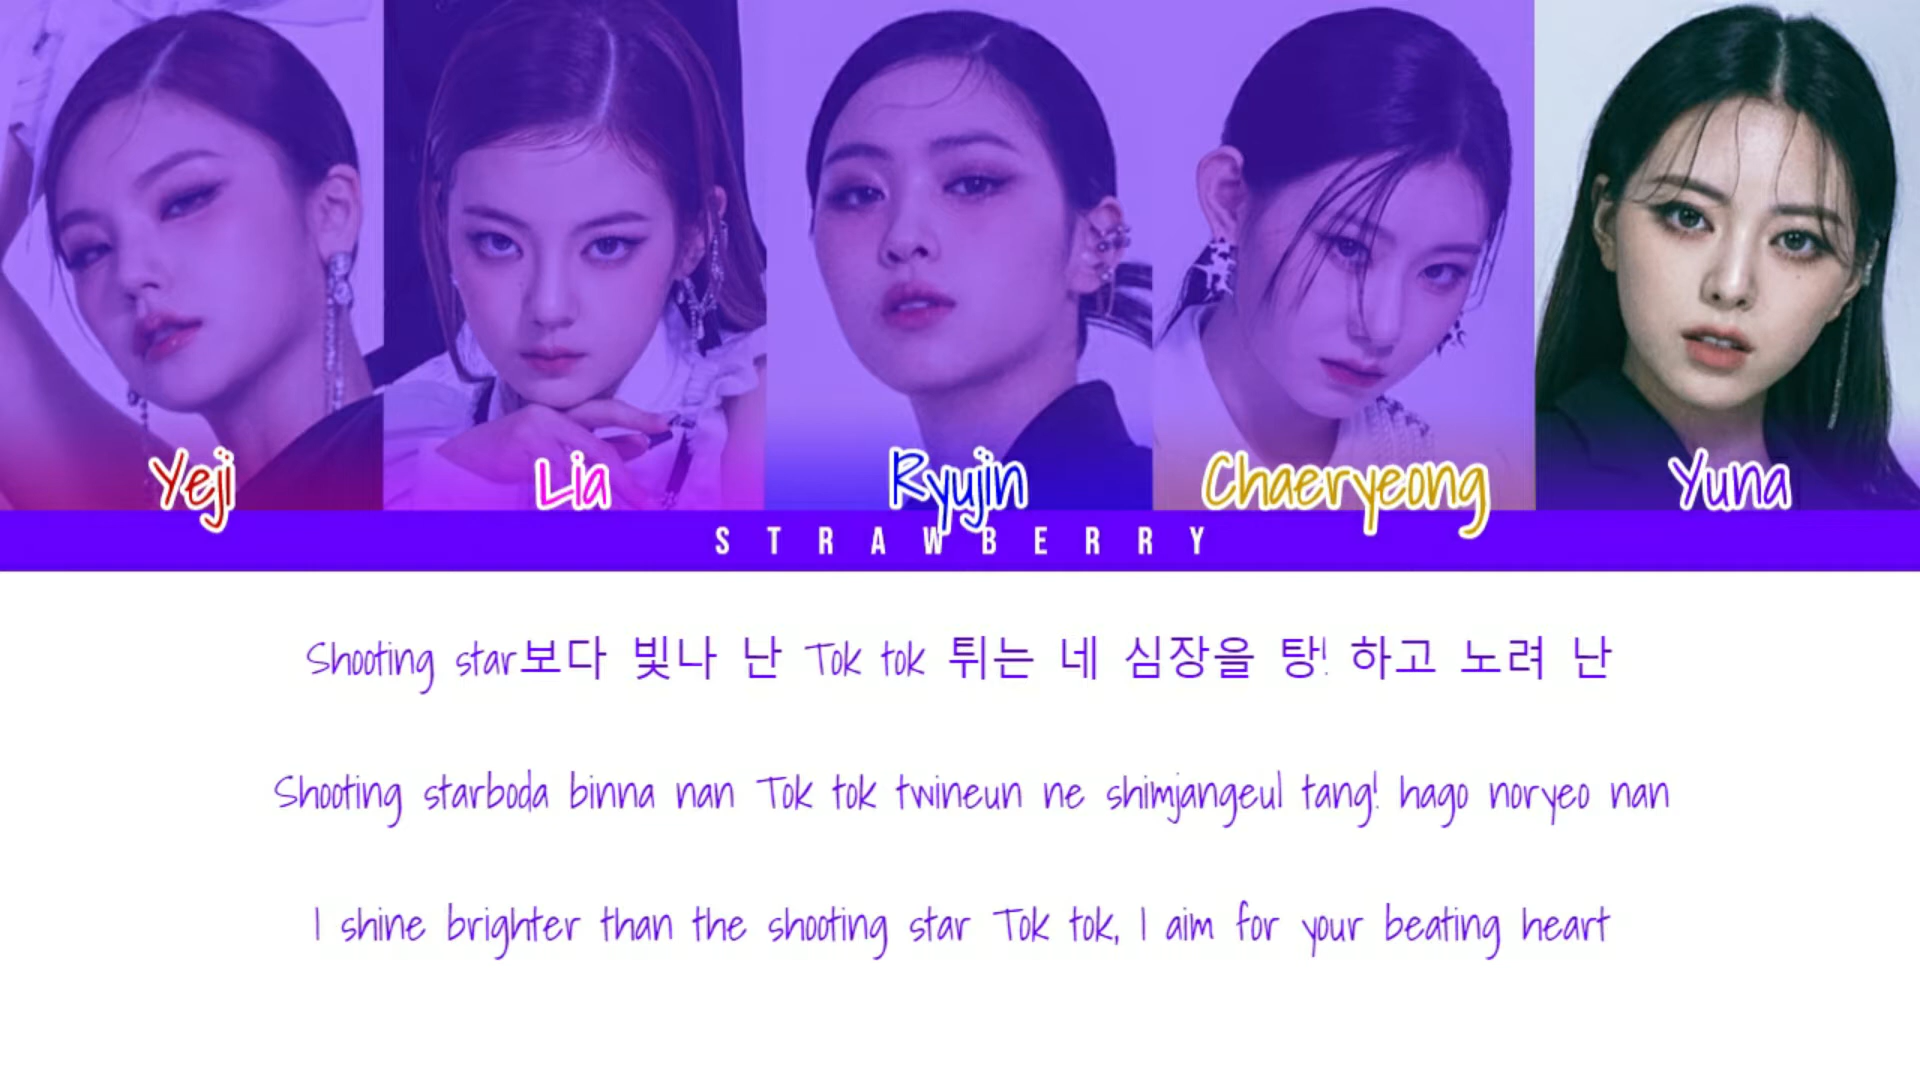 Yeji Lia Ryujin Chaeryeong Yuna
STRAWBERRY
Shooting star보다 빛나 난 Tok tok 튀는 네 심장을 탕! 하고 노려 난
Shooting starboda binna nan Tok tok twineun ne shimjangeul tang! hago noryeo nan
I shine brighter than the shooting star Tok tok, I aim for your beating heart